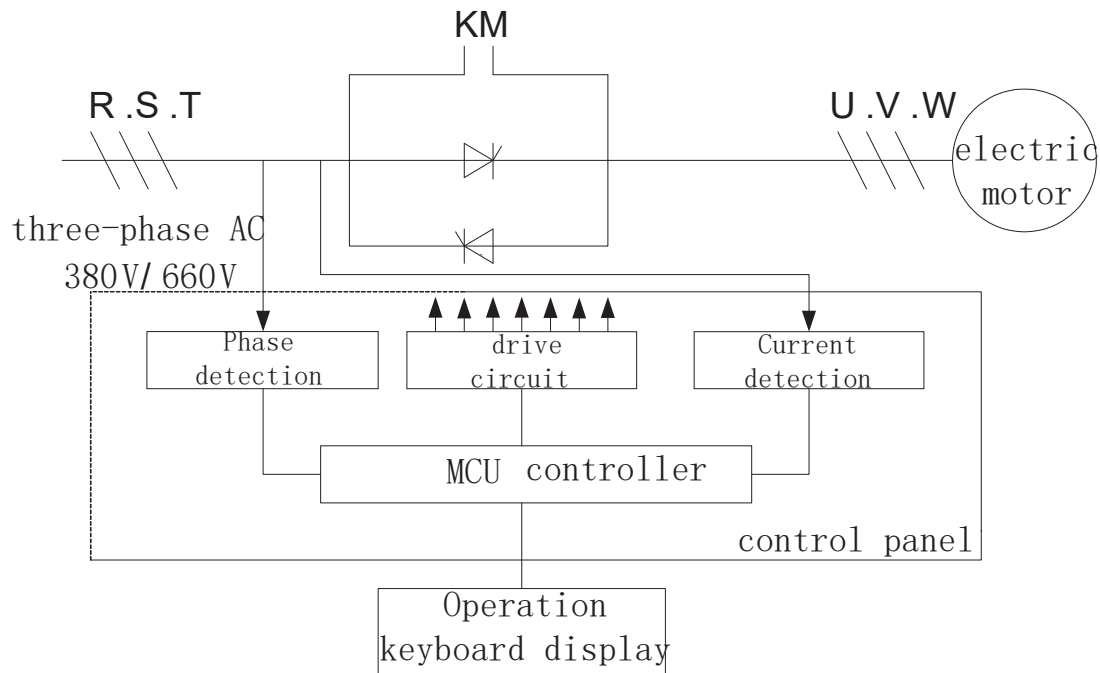 KM
R .S .T
U .V .W
electric
motor
three-phase AC
380V/ 660V
Phase
detection
drive
circuit
Current
detection
MCU controller
control panel
Operation
keyboard display